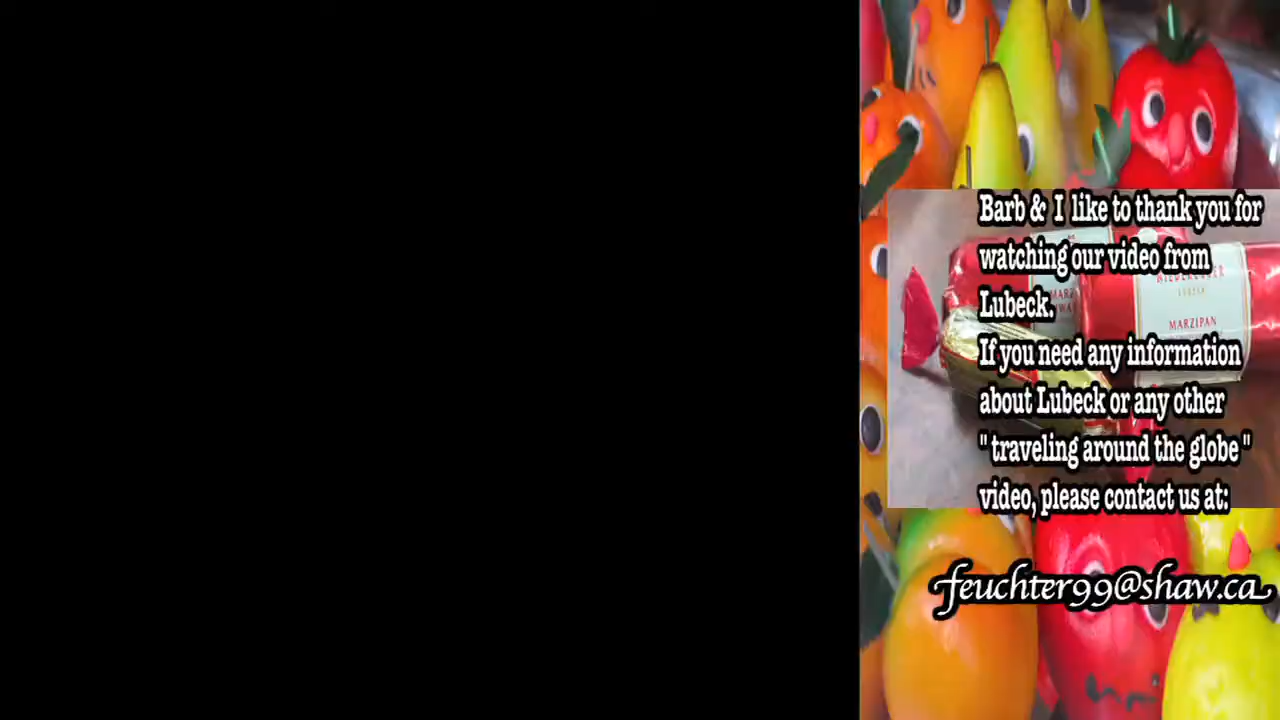 Barb & I like to thank you for
watching our video from
Lubeck.
If you need any information
about Lubeck or any other
" traveling around the globe "
video, please contact us at:
feuchter99@shaw.ca
MARZIPAN